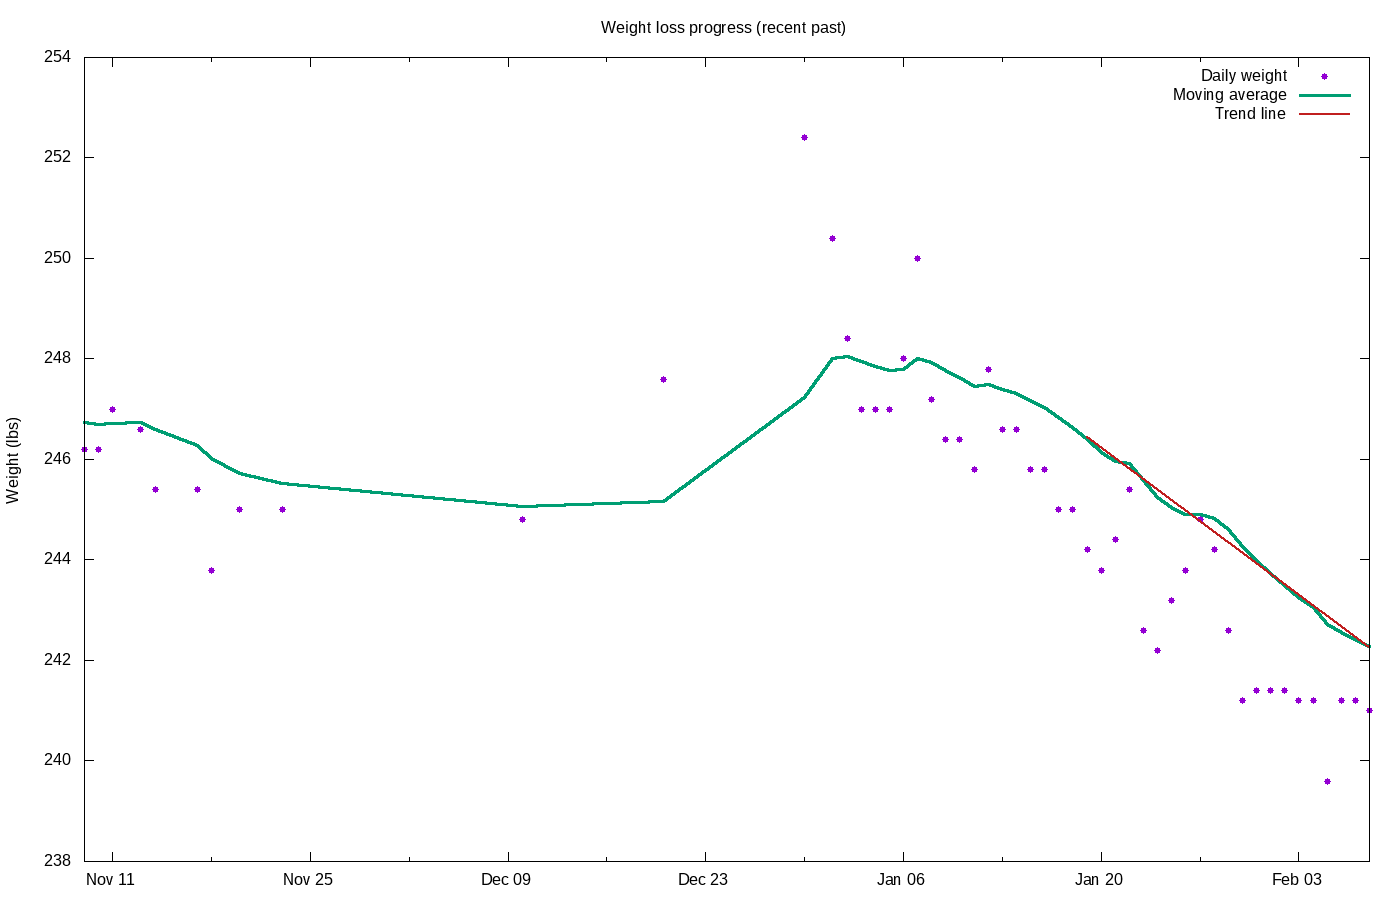 Weight loss progress (recent past)
254
252
250
248
246
244
242
240
238
Weight (lbs)
Daily weight
Moving average
Trend line
Nov 11
Nov 25
Dec 09
Dec 23
Jan 06
Jan 20
Feb 03